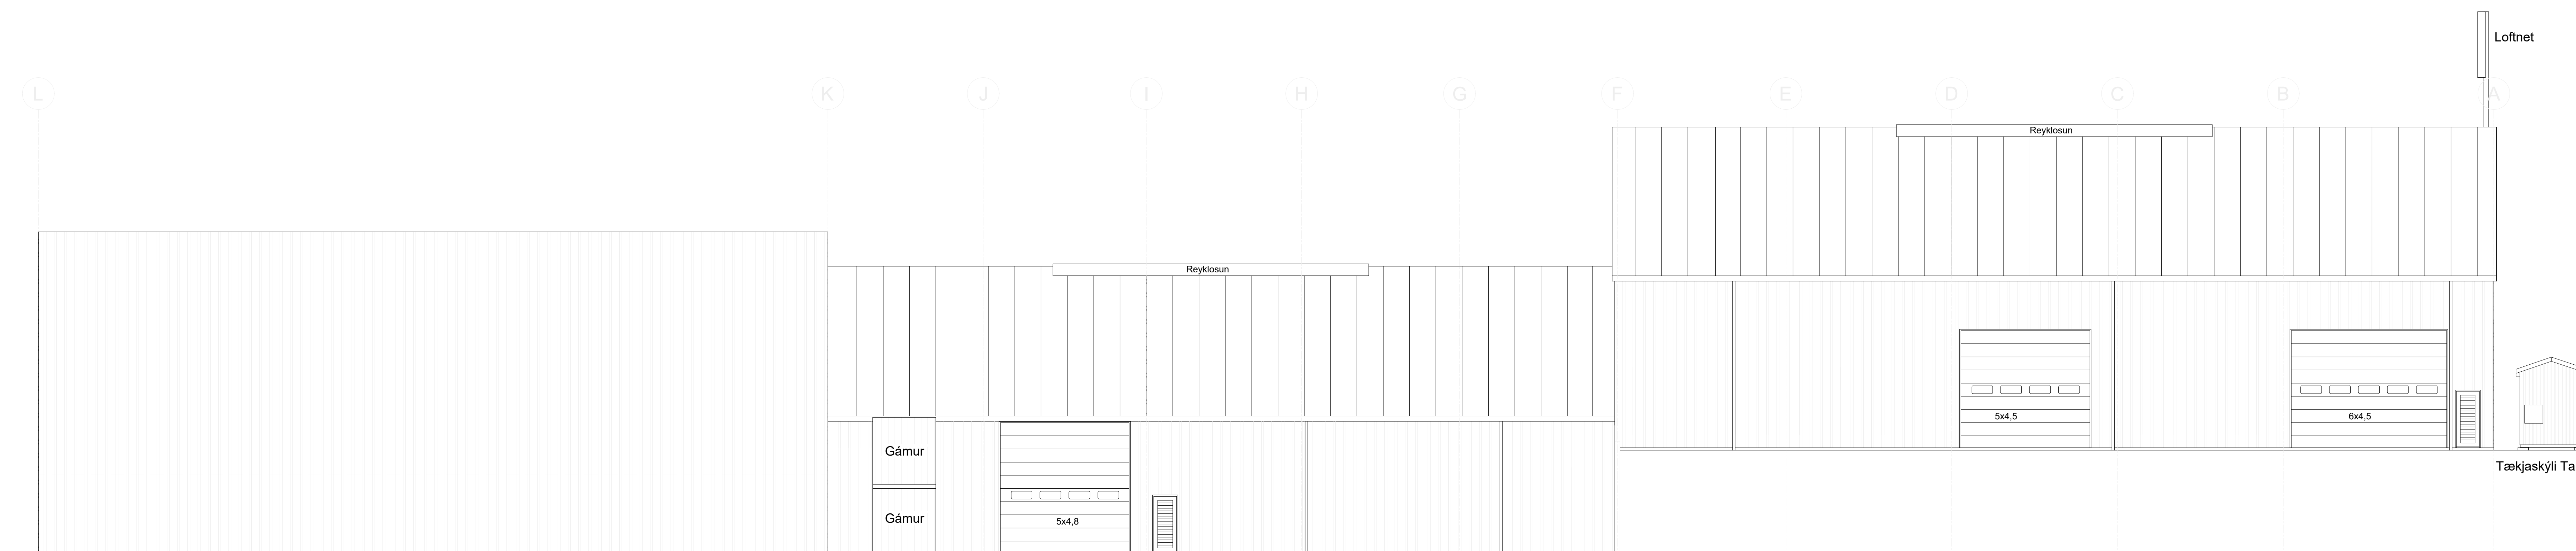 Loftnet
L K J I H G F E D C B A
Reyklosun
Reyklosun
5x4,5
6x4,5
Gámur
Tækjaskýli Ta
Gámur
5x4,8